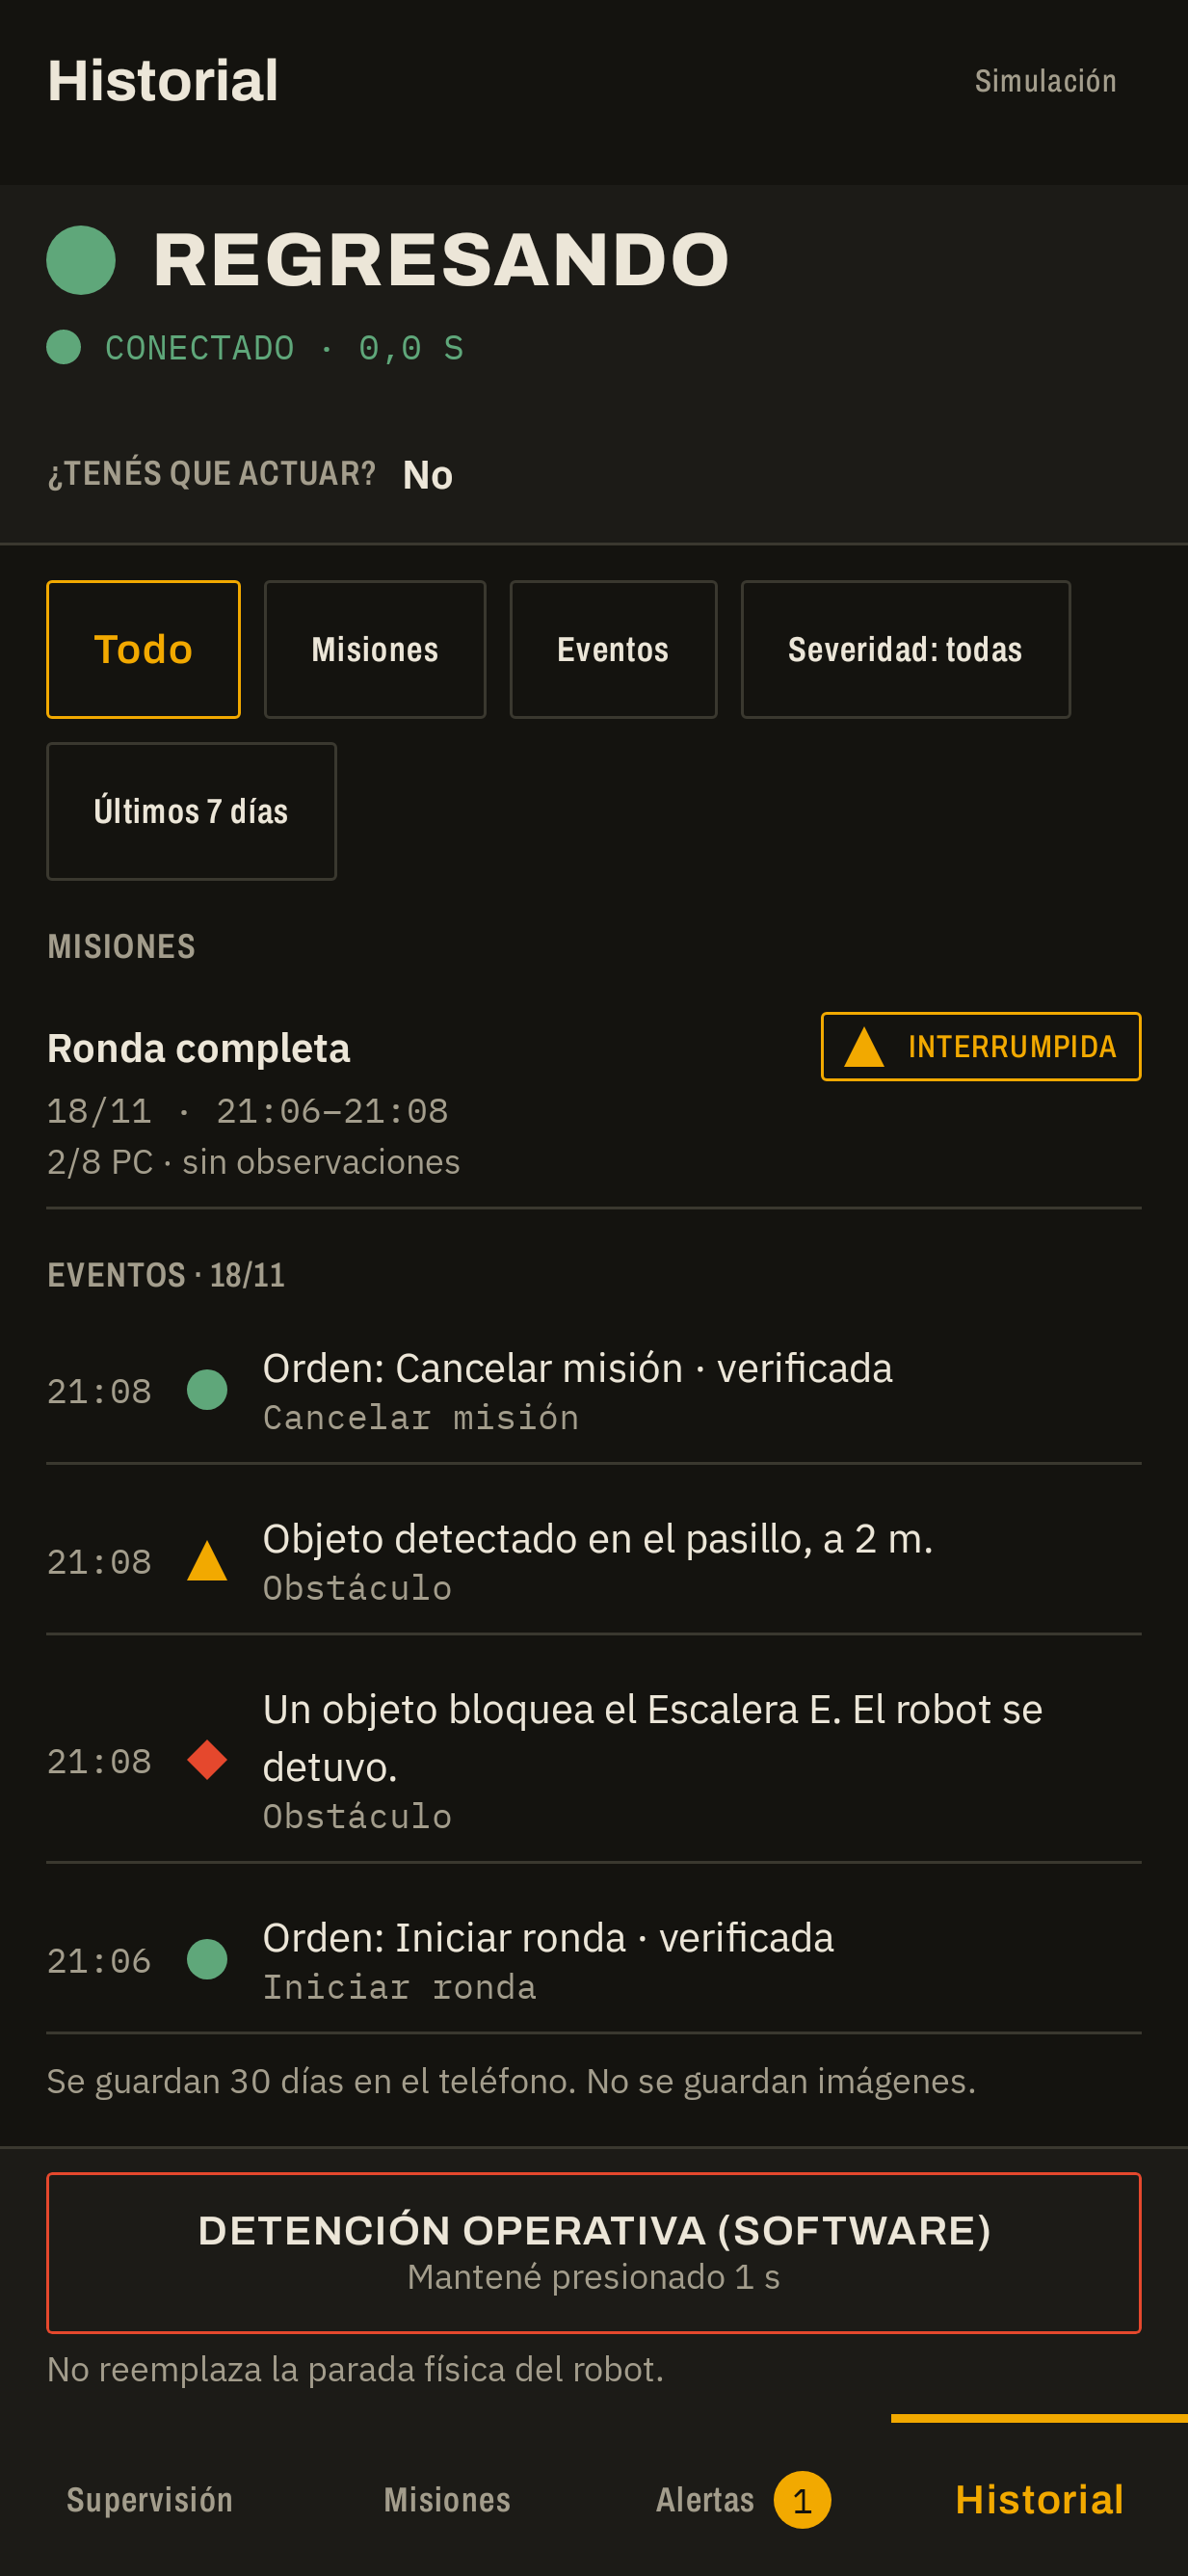 Historial
Simulación
REGRESANDO
CONECTADO · 0,0 S
¿TENÉS QUE ACTUAR? No
Todo
Misiones
Eventos
Severidad: todas
Últimos 7 días
MISIONES
Ronda completa
INTERRUMPIDA
18/11 · 21:06–21:08
2/8 PC · sin observaciones
EVENTOS · 18/11
21:08
Orden: Cancelar misión · verificada
Cancelar misión
21:08
Objeto detectado en el pasillo, a 2 m.
Obstáculo
21:08
Un objeto bloquea el Escalera E. El robot se
detuvo.
Obstáculo
21:06
Orden: Iniciar ronda · verificada
Iniciar ronda
Se guardan 30 días en el teléfono. No se guardan imágenes.
DETENCIÓN OPERATIVA (SOFTWARE)
Mantené presionado 1 s
No reemplaza la parada física del robot.
Supervisión
Misiones
Alertas 1
Historial